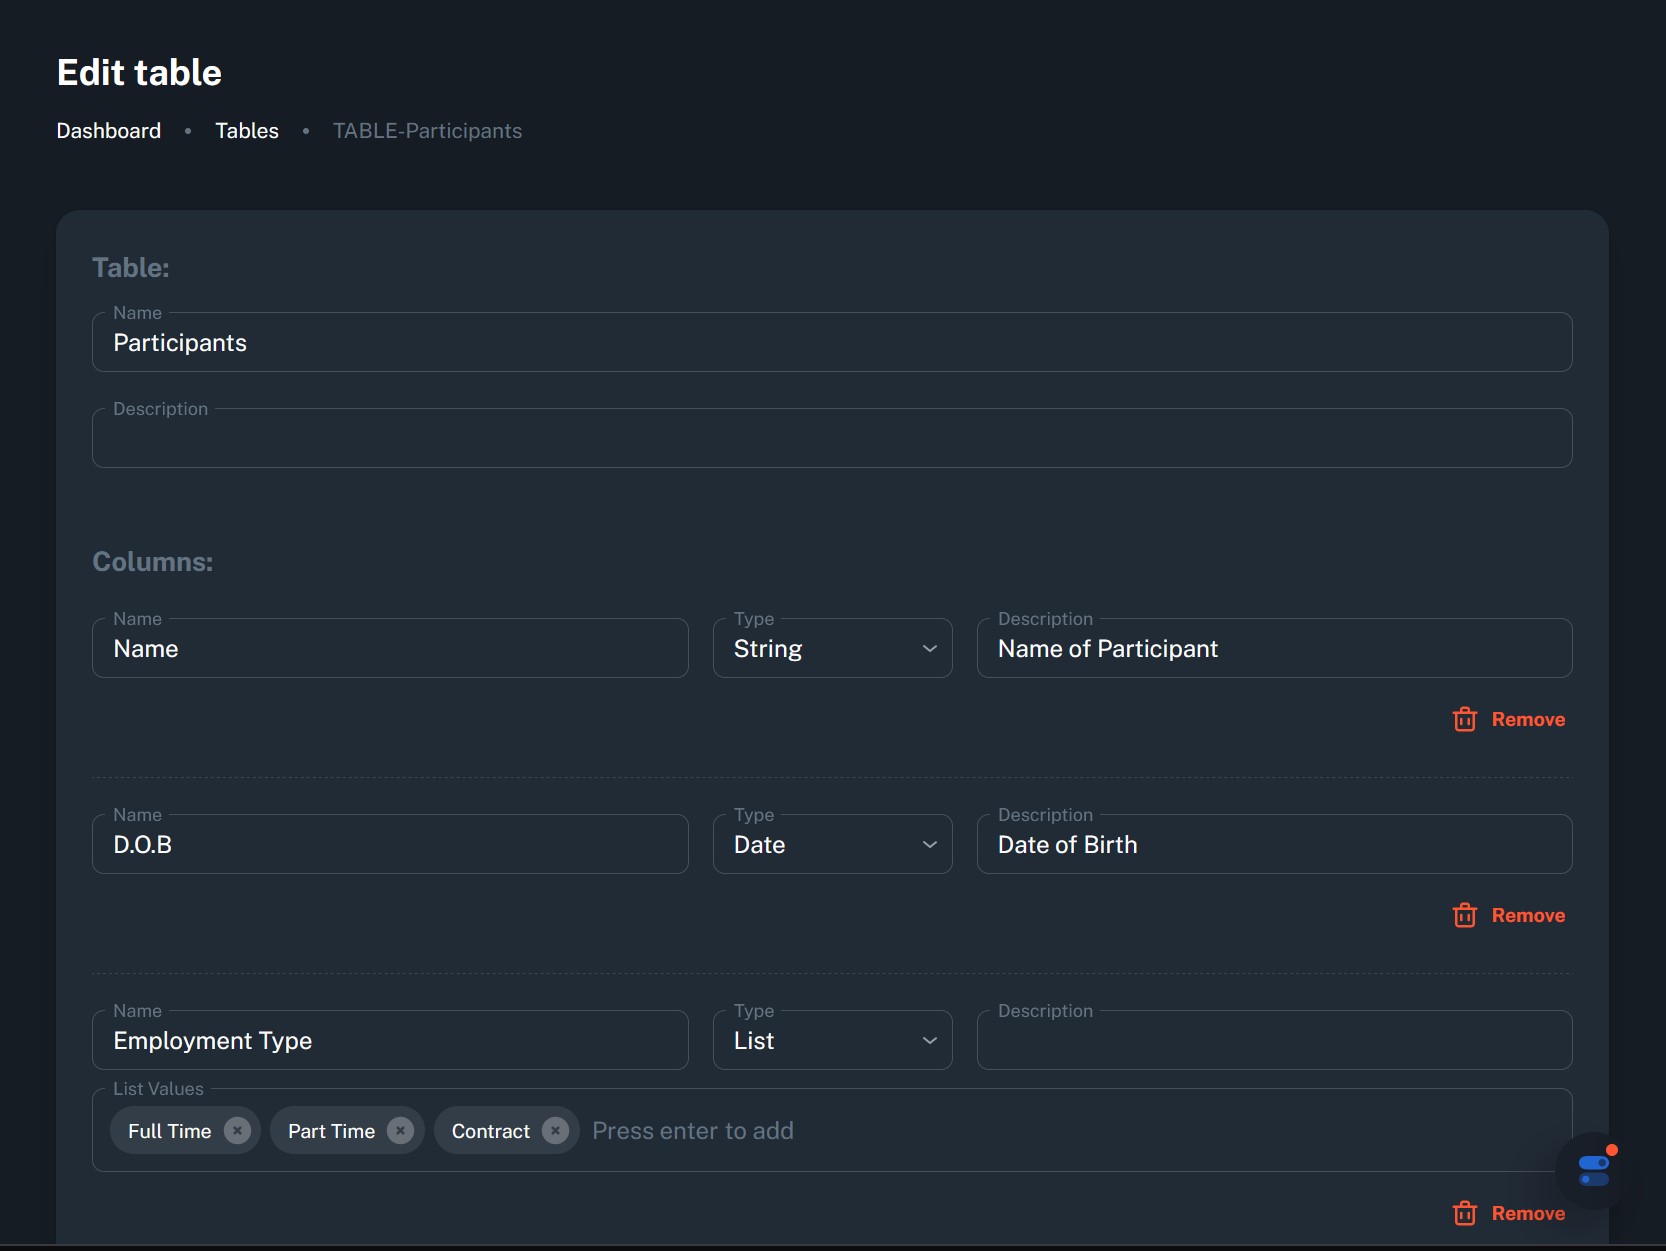 Edit table
Dashboard • Tables • TABLE-Participants
Table:
Name
Participants
Description
Columns:
Name Type Description
Name String Name of Participant
Remove
Name Type Description
D.O.B Date Date of Birth
Remove
Name Type Description
Employment Type List
List Values
Full Time Part Time Contract Press enter to add
Remove